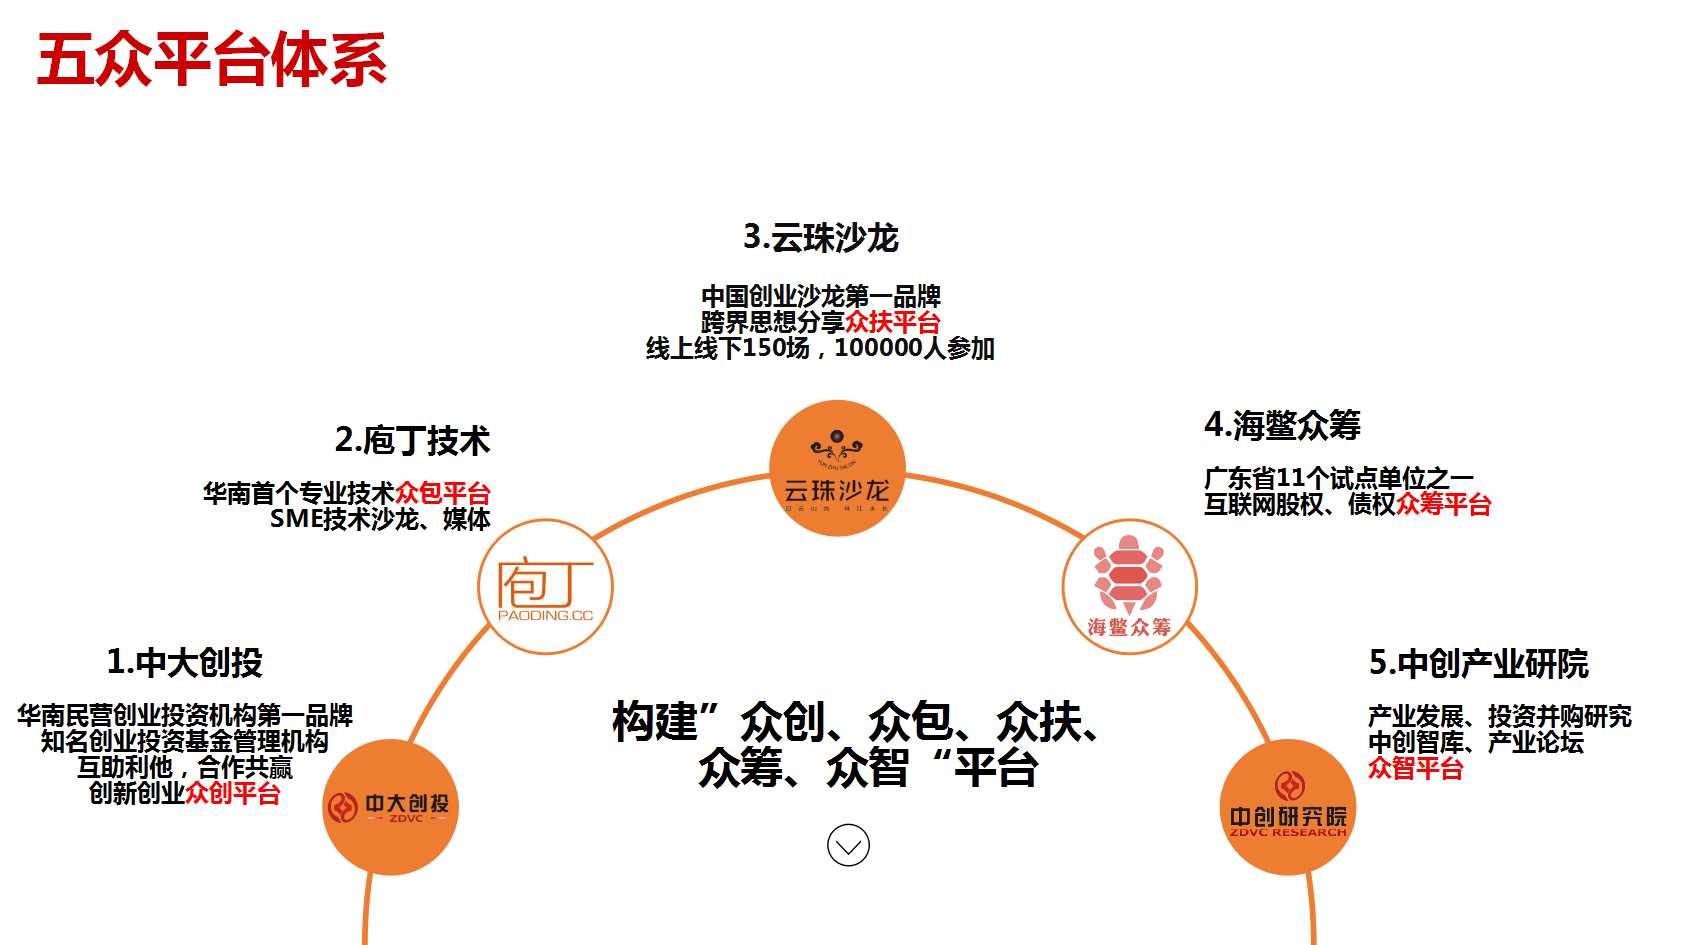 五众平台体系
3.云珠沙龙
中国创业沙龙第一品牌
跨界思想分享众扶平台
线上线下150场，100000人参加
2.庖丁技术
华南首个专业技术众包平台
SME技术沙龙、媒体
4.海鳖众筹
广东省11个试点单位之一
互联网股权、债权众筹平台
YUN ZHU SALON
云珠沙龙
白云山高 珠江水长
庖丁
PAODING.CC
海鳖众筹
1.中大创投
华南民营创业投资机构第一品牌
知名创业投资基金管理机构
互助利他，合作共赢
创新创业众创平台
中大创投
ZDVC
构建”众创、众包、众扶、
众筹、众智“平台
5.中创产业研院
产业发展、投资并购研究
中创智库、产业论坛
众智平台
中创研究院
ZDVC RESEARCH